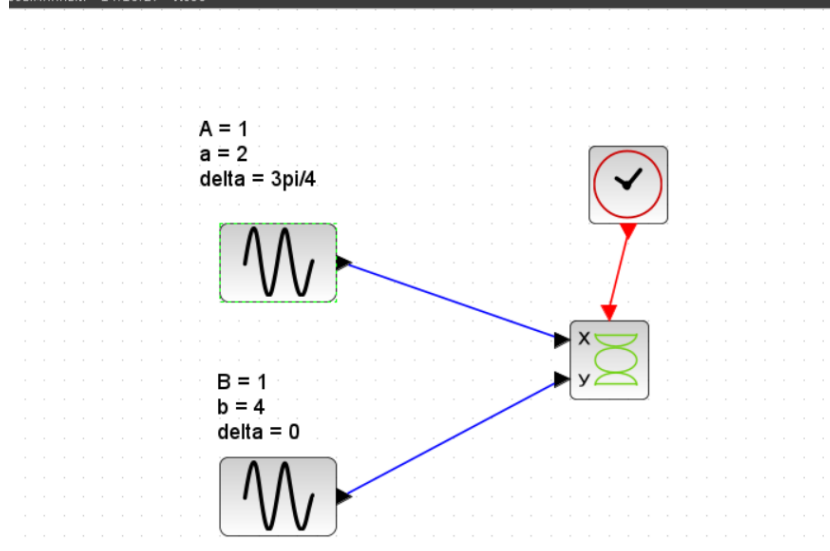 A = 1
a = 2
delta = 3pi/4
X
y
B = 1
b = 4
delta = 0